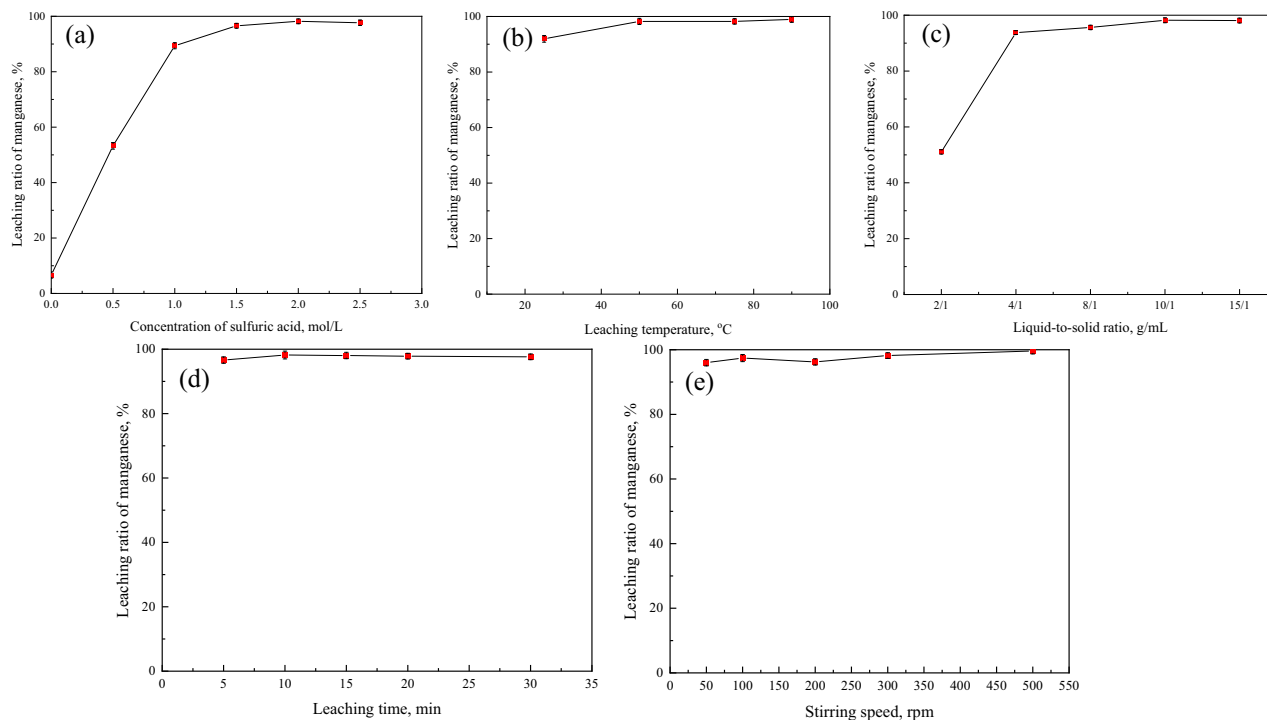 (a)
Leaching ratio of manganese, %
100
80
60
40
20
0
0.0 0.5 1.0 1.5 2.0 2.5 3.0
Concentration of sulfuric acid, mol/L
(b)
Leaching ratio of manganese, %
100
80
60
40
20
0
20 40 60 80 100
Leaching temperature, °C
(c)
Leaching ratio of manganese, %
100
80
60
40
20
0
2/1 4/1 8/1 10/1 15/1
Liquid-to-solid ratio, g/mL
(d)
Leaching ratio of manganese, %
100
80
60
40
20
0
0 5 10 15 20 25 30 35
Leaching time, min
(e)
Leaching ratio of manganese, %
100
80
60
40
20
0
0 50 100 150 200 250 300 350 400 450 500 550
Stirring speed, rpm